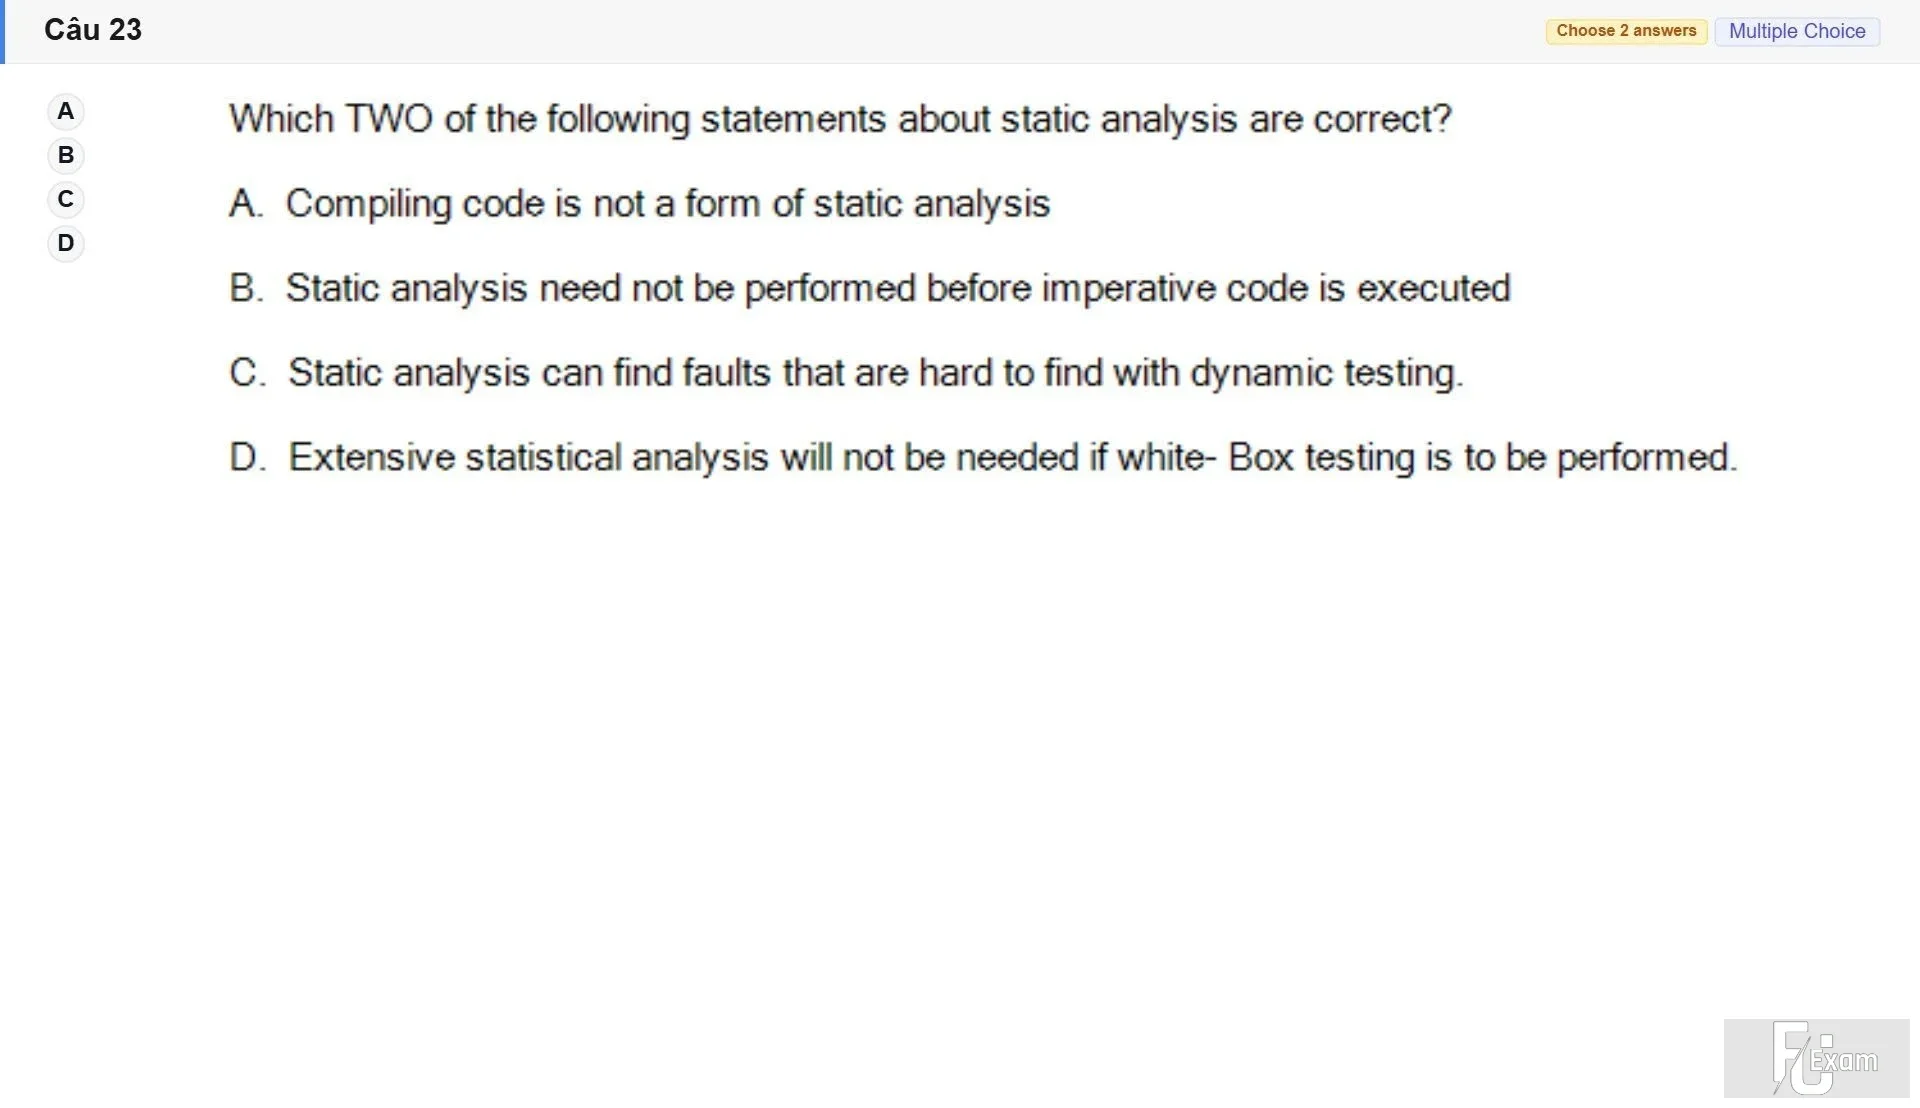 Câu 23
Choose 2 answers
Multiple Choice
A
B
C
D
Which TWO of the following statements about static analysis are correct?
A. Compiling code is not a form of static analysis
B. Static analysis need not be performed before imperative code is executed
C. Static analysis can find faults that are hard to find with dynamic testing.
D. Extensive statistical analysis will not be needed if white- Box testing is to be performed.
FU Exam